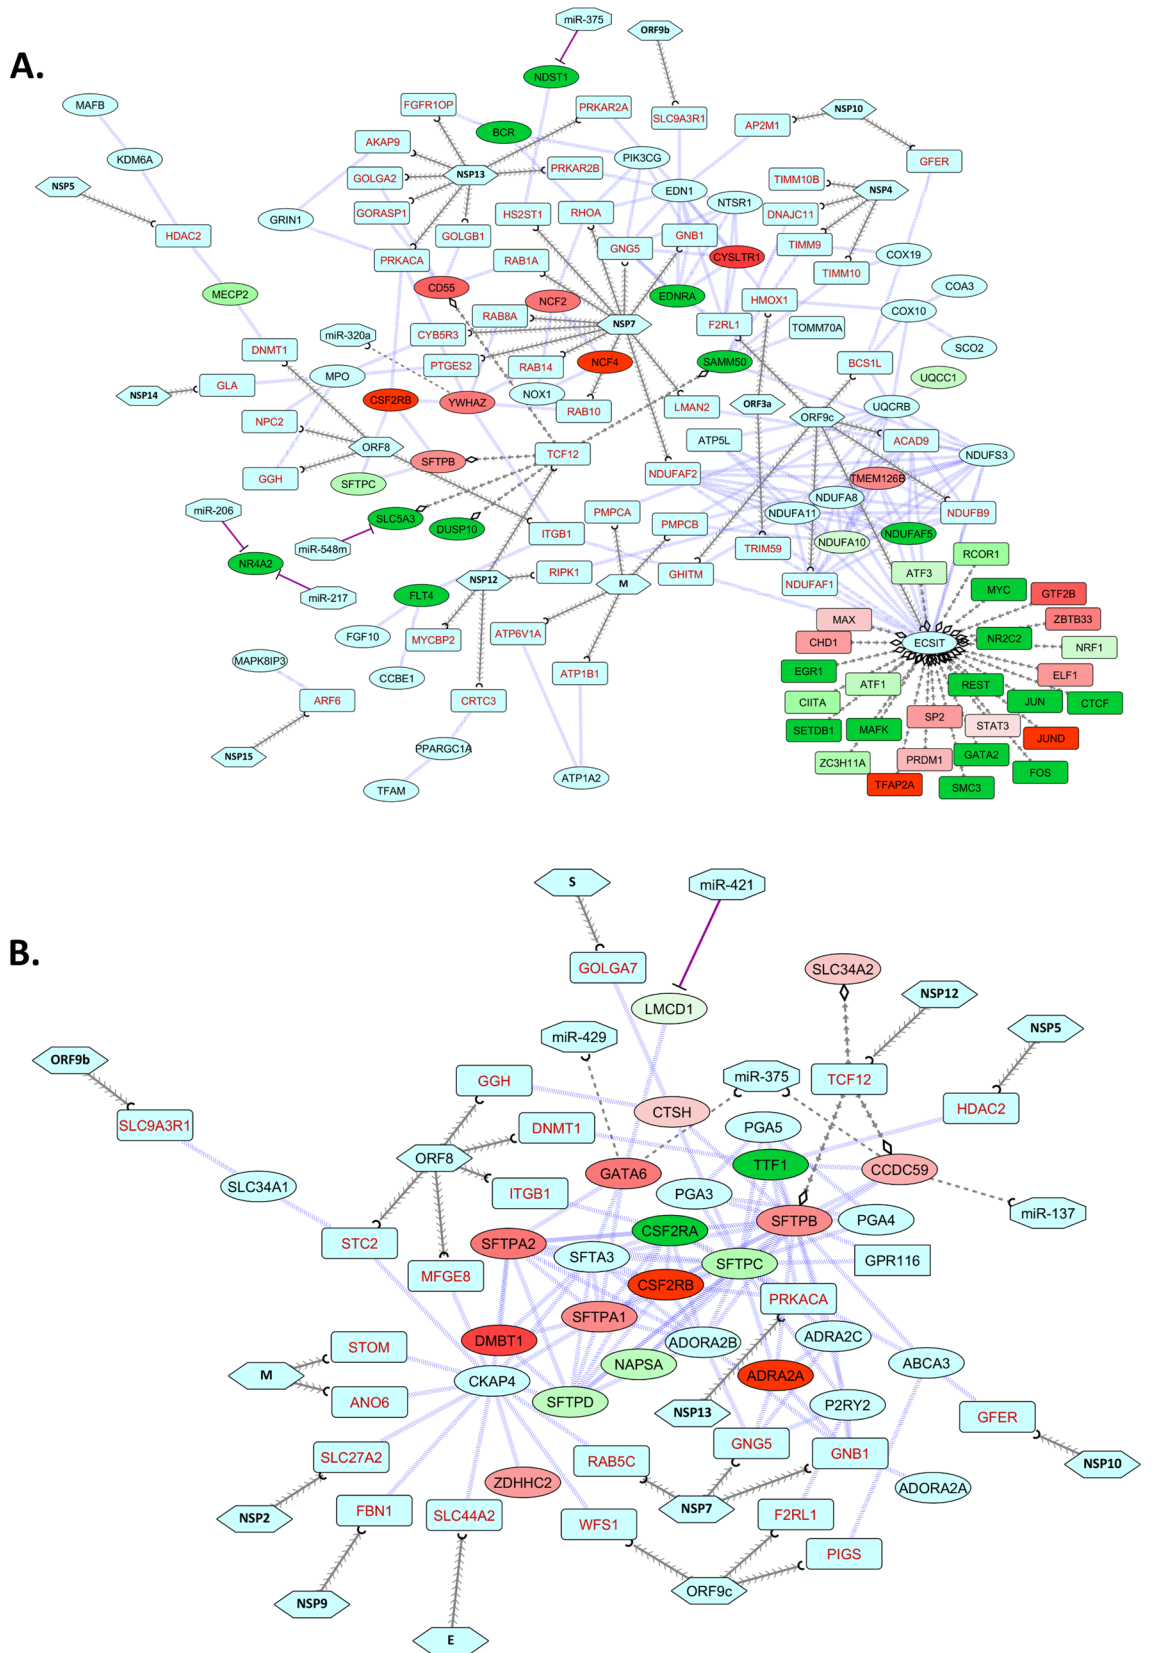 A.
miR-375
ORF9b
NDST1
MAFB
FGFR1OP
PRKAR2A
NSP10
SLC9A3R1
AP2M1
BCR
AKAP9
KDM6A
PIK3CG
GFER
NSP5
NSP13
PRKAR2B
GOLGA2
TIMM10B
NSP4
EDN1
NTSR1
GRIN1
GORASP1
HS2ST1
RHOA
DNAJC11
HDAC2
GOLGB1
GNG5
GNB1
TIMM9
PRKACA
RAB1A
CYSLTR1
COX19
TIMM10
CD55
COA3
MECP2
NCF2
EDNRA
HMOX1
COX10
RAB8A
NSP7
F2RL1
TOMM70A
miR-320a
CYB5R3
SCO2
DNMT1
PTGES2
RAB14
NCF4
SAMM50
BCS1L
MPO
UQCC1
GLA
NSP14
CSF2RB
YWHAZ
NOX1
RAB10
LMAN2
ORF3a
UQCRB
ORF9c
NPC2
ORF8
ATP5L
ACAD9
TCF12
NDUFS3
SFTPB
NDUFAF2
GGH
SFTPC
TMEM126B
NDUFA8
miR-206
NDUFA11
NDUFB9
SLC5A3
DUSP10
PMPCA
PMPCB
miR-548m
ITGB1
NDUFA10
NDUFAF5
TRIM59
RCOR1
NR4A2
GHITM
NDUFAF1
ATF3
NSP12
RIPK1
M
miR-217
FLT4
MYC
GTF2B
FGF10
MYCBP2
ATP6V1A
MAX
ZBTB33
CHD1
ECSIT
NR2C2
NRF1
MAPK8IP3
CCBE1
ATP1B1
EGR1
ATF1
REST
ELF1
ARF6
CRTC3
CIITA
JUN
CTCF
SETDB1
MAFK
SP2
STAT3
JUND
NSP15
PPARGC1A
ZC3H11A
PRDM1
GATA2
FOS
TFAM
ATP1A2
TFAP2A
SMC3
B.
S
miR-421
GOLGA7
SLC34A2
NSP12
LMCD1
NSP5
miR-429
ORF9b
GGH
miR-375
TCF12
HDAC2
SLC9A3R1
CTSH
DNMT1
PGA5
ORF8
TTF1
CCDC59
GATA6
SLC34A1
ITGB1
PGA3
SFTPB
PGA4
miR-137
STC2
SFTPA2
CSF2RA
SFTA3
SFTPC
GPR116
MFGE8
CSF2RB
PRKACA
SFTPA1
DMBT1
ADORA2B
ADRA2C
STOM
NAPSA
ABCA3
M
CKAP4
ADRA2A
ANO6
SFTPD
P2RY2
NSP13
GFER
SLC27A2
GNG5
GNB1
RAB5C
NSP10
ZDHHC2
ADORA2A
NSP2
FBN1
SLC44A2
NSP7
WFS1
F2RL1
PIGS
NSP9
ORF9c
E